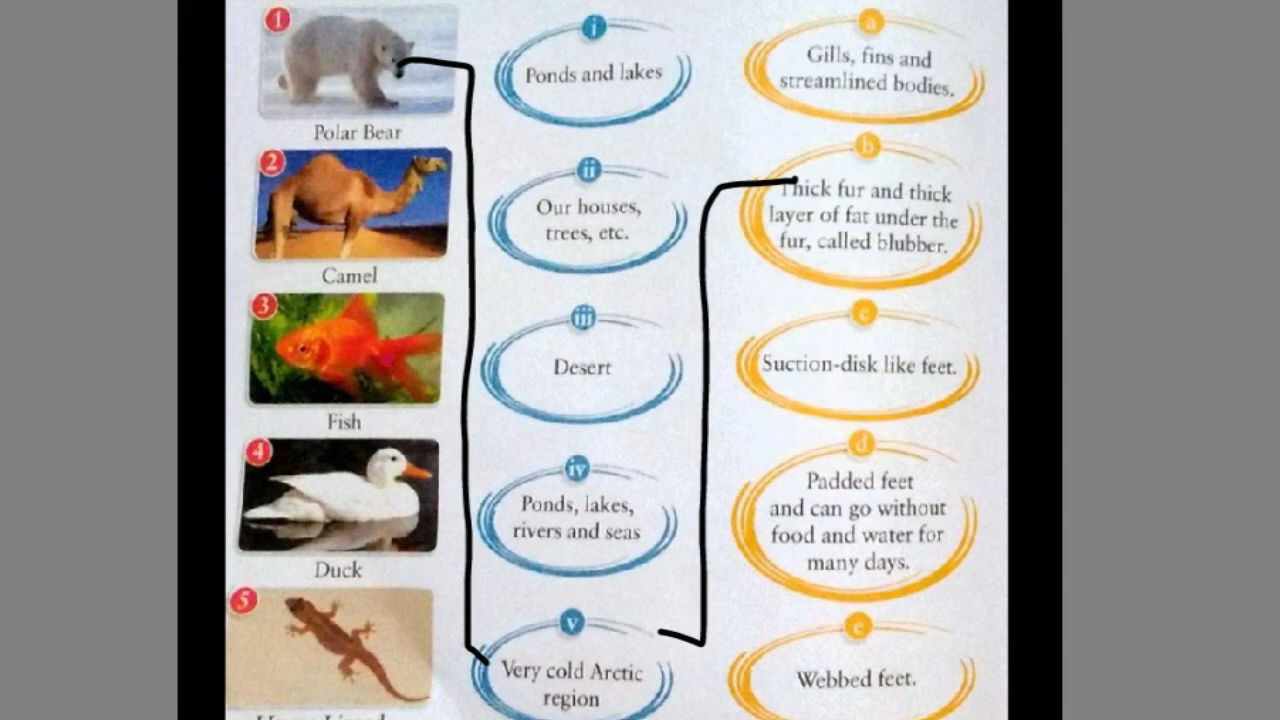 1
Polar Bear
2
Camel
3
Fish
4
Duck
5
i
Ponds and lakes
ii
Our houses,
trees, etc.
iii
Desert
iv
Ponds, lakes,
rivers and seas
v
Very cold Arctic
region
a
Gills, fins and
streamlined bodies.
b
Thick fur and thick
layer of fat under the
fur, called blubber.
c
Suction-disk like feet.
d
Padded feet
and can go without
food and water for
many days.
e
Webbed feet.